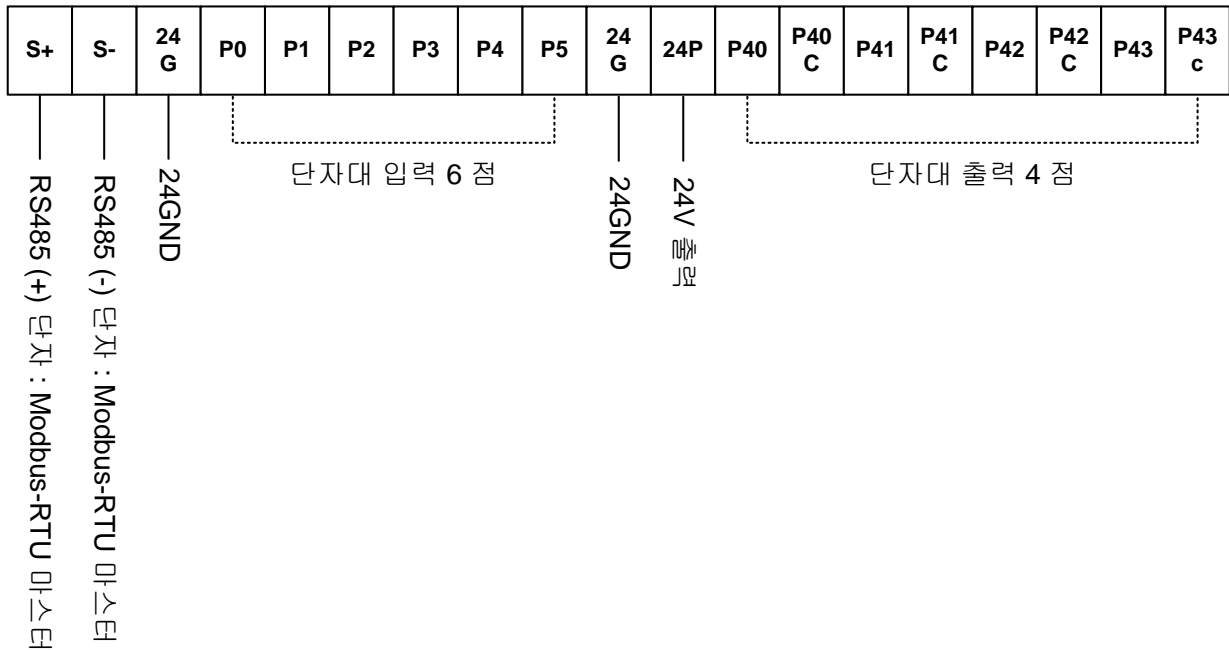 S+ S- 24 G P0 P1 P2 P3 P4 P5 24 G 24P P40 P40 C P41 P41 C P42 P42 C P43 P43 c
RS485 (+) 단자 : Modbus-RTU 마스터
RS485 (-) 단자 : Modbus-RTU 마스터
24GND
단자대 입력 6 점
24GND
24V 출력
단자대 출력 4 점